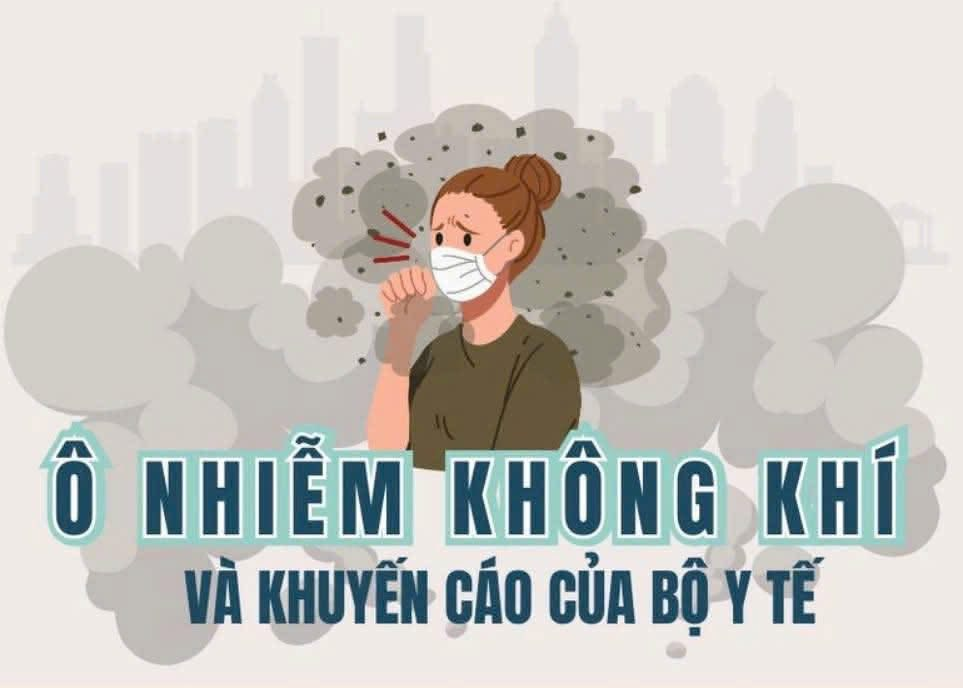 Ô NHIỄM KHÔNG KHÍ
VÀ KHUYẾN CÁO CỦA BỘ Y TẾ